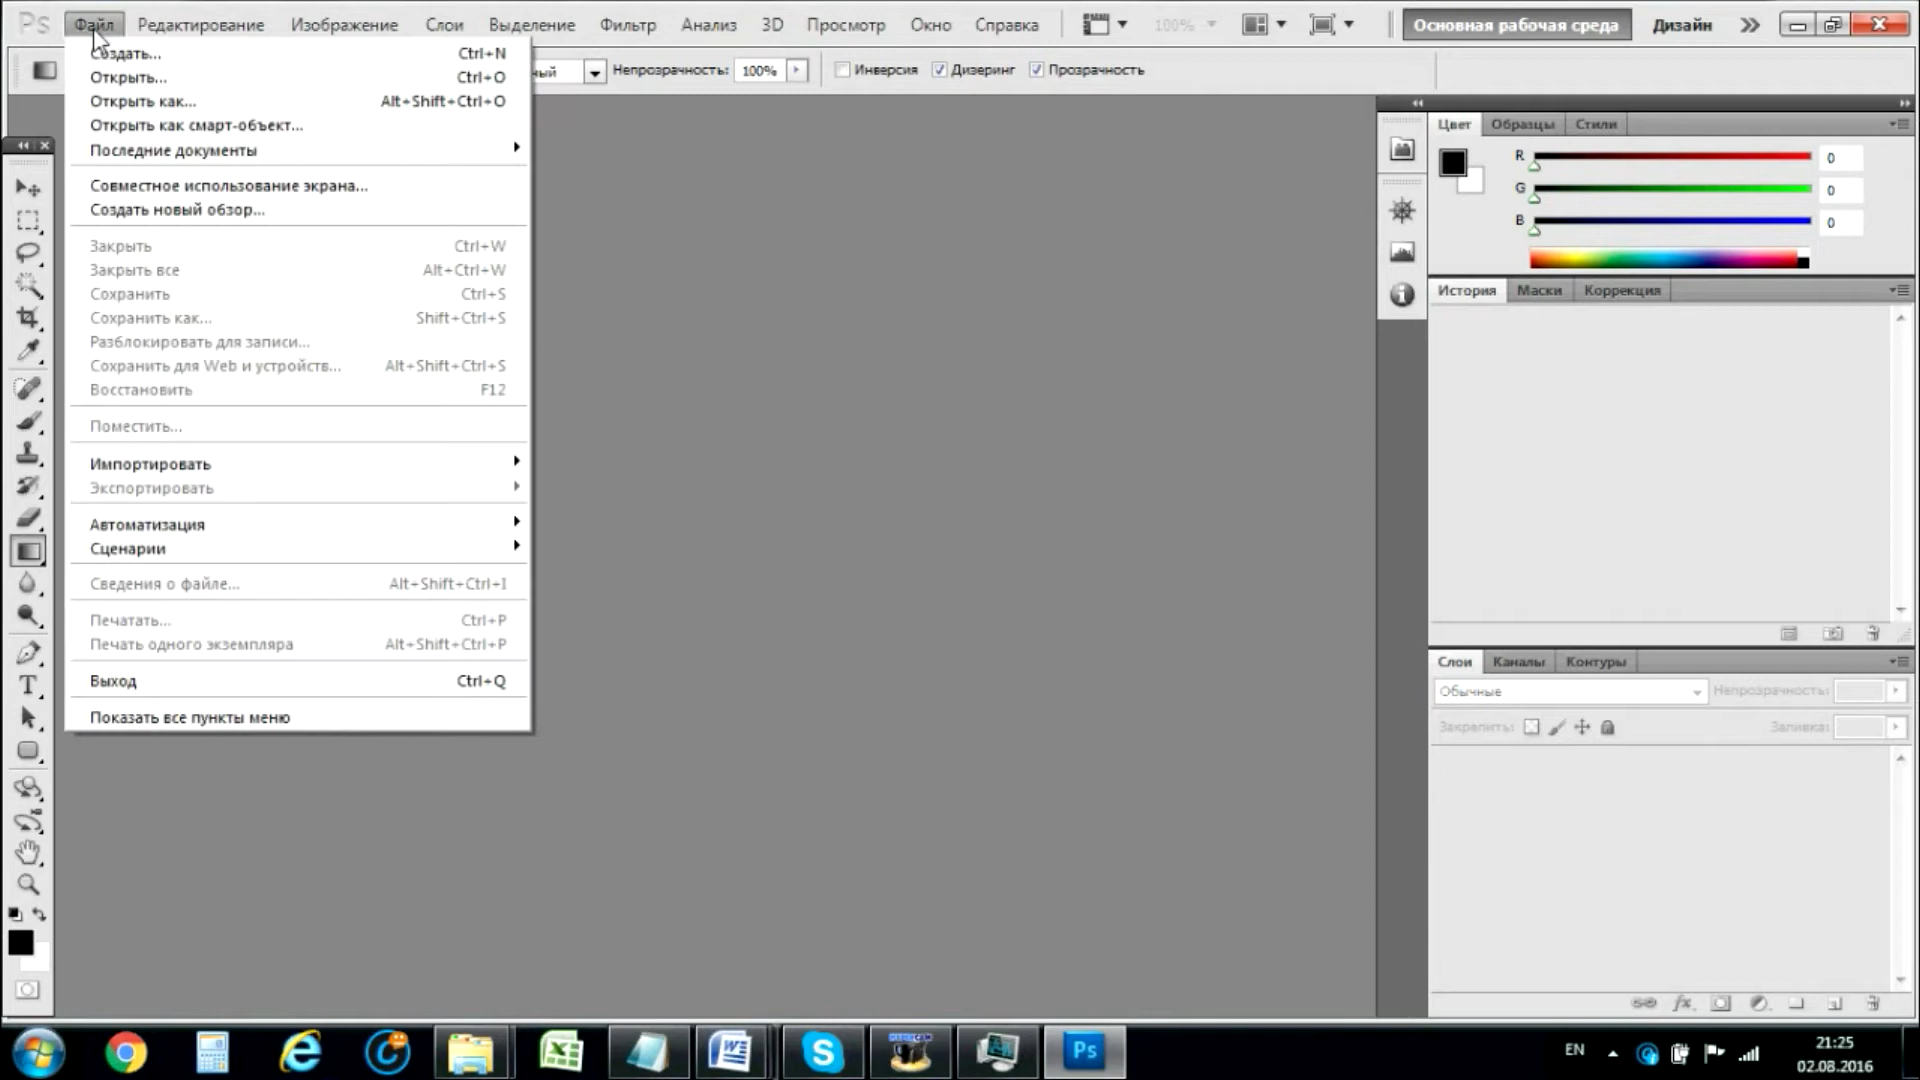 Ps Файл Редактирование Изображение Слои Выделение Фильтр Анализ 3D Просмотр Окно Справка 100% Основная рабочая среда Дизайн
ный Непрозрачность: 100% Инверсия Дизеринг Прозрачность
Создать... Ctrl+N
Открыть... Ctrl+O
Открыть как... Alt+Shift+Ctrl+O
Открыть как смарт-объект...
Последние документы
Совместное использование экрана...
Создать новый обзор...
Закрыть Ctrl+W
Закрыть все Alt+Ctrl+W
Сохранить Ctrl+S
Сохранить как... Shift+Ctrl+S
Разблокировать для записи...
Сохранить для Web и устройств... Alt+Shift+Ctrl+S
Восстановить F12
Поместить...
Импортировать
Экспортировать
Автоматизация
Сценарии
Сведения о файле... Alt+Shift+Ctrl+I
Печатать... Ctrl+P
Печать одного экземпляра Alt+Shift+Ctrl+P
Выход Ctrl+Q
Показать все пункты меню
Цвет Образцы Стили
R 0
G 0
B 0
История Маски Коррекция
Слои Каналы Контуры
Обычные Непрозрачность:
Закрепить: Заливка:
EN 21:25
02.08.2016
Ps